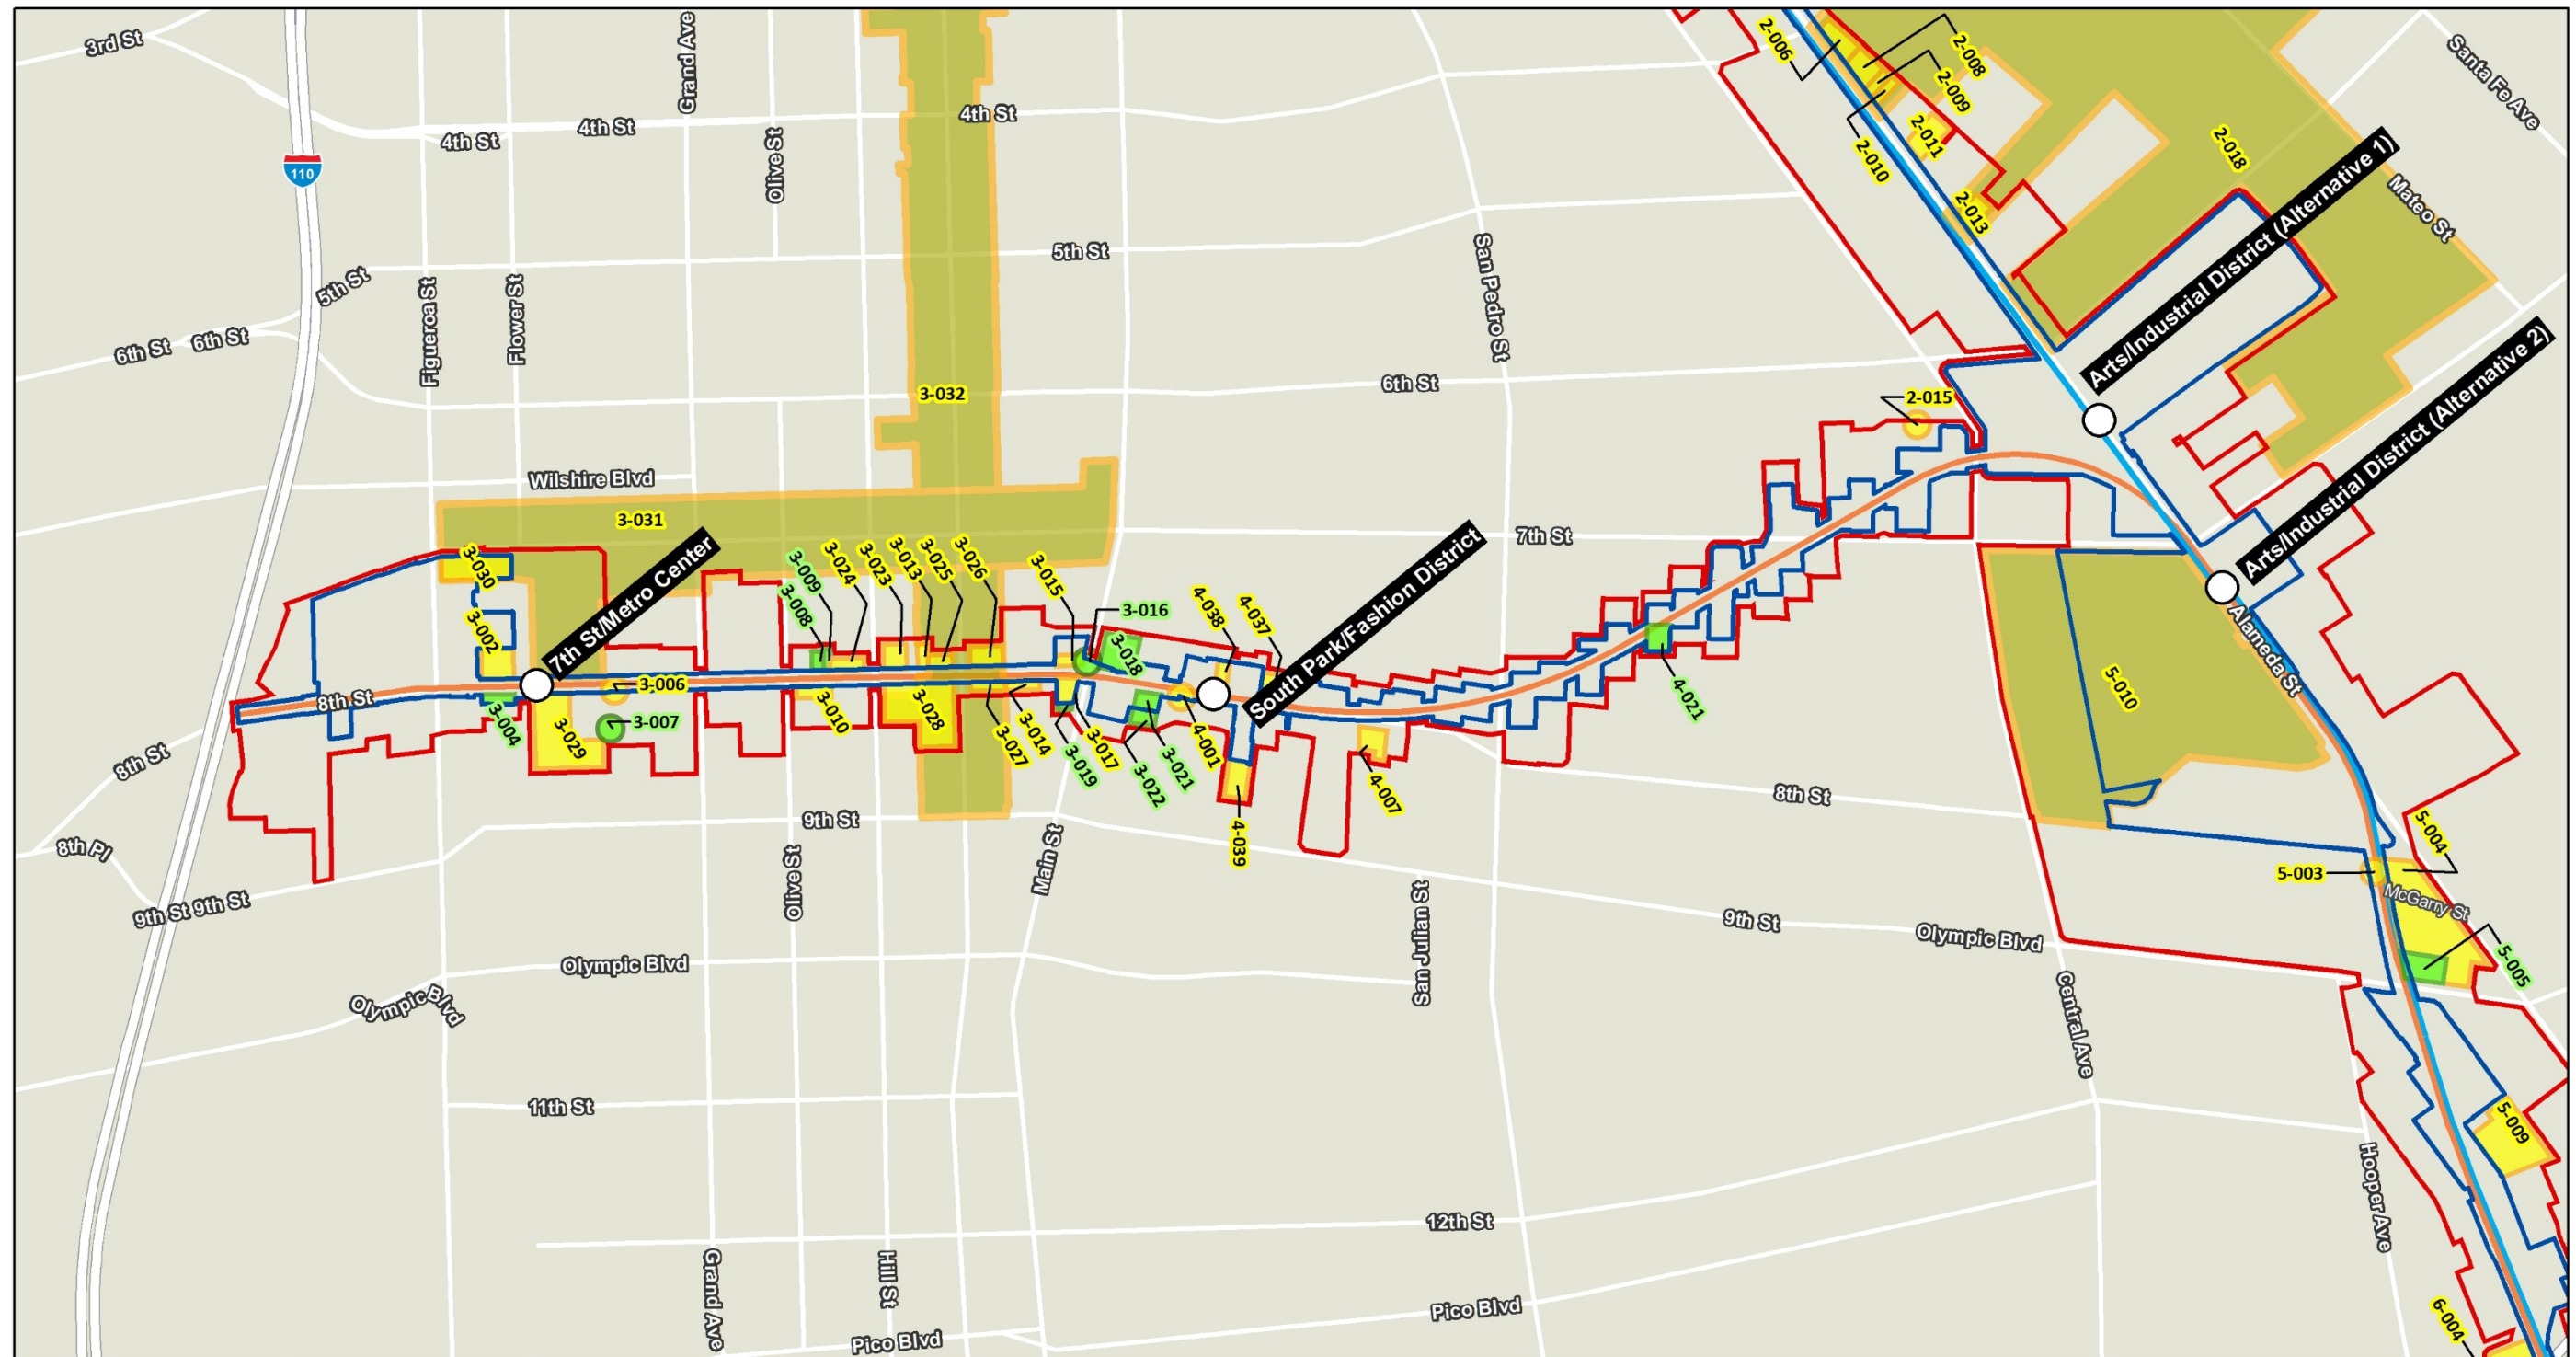 3rd St
Grand Ave
2-006
2-008
2-009
Santa Fe Ave
4th St
4th St
4th St
Olive St
2-011
2-010
2-018
110
Arts/Industrial District (Alternative 1)
Mateo St
2-013
5th St
5th St
San Pedro St
Figueroa St
Flower St
6th St
6th St
3-032
6th St
2-015
Arts/Industrial District (Alternative 2)
Wilshire Blvd
3-031
7th St
7th St/Metro Center
3-030
3-002
3-008
3-009
3-024
3-023
3-013
3-025
3-026
3-015
3-016
3-018
4-038
4-037
South Park/Fashion District
Alameda St
8th St
3-006
3-007
3-004
3-029
3-010
3-028
3-027
3-014
3-017
3-019
3-021
3-022
4-001
4-021
5-010
8th St
4-007
8th St
4-039
9th St
8th Pl
5-004
5-003
McGarry St
9th St
9th St
Olive St
Main St
San Julian St
9th St
Olympic Blvd
5-005
Olympic Blvd
Olympic Blvd
Central Ave
11th St
5-009
Hooper Ave
12th St
Grand Ave
Hill St
Pico Blvd
Pico Blvd
6-004